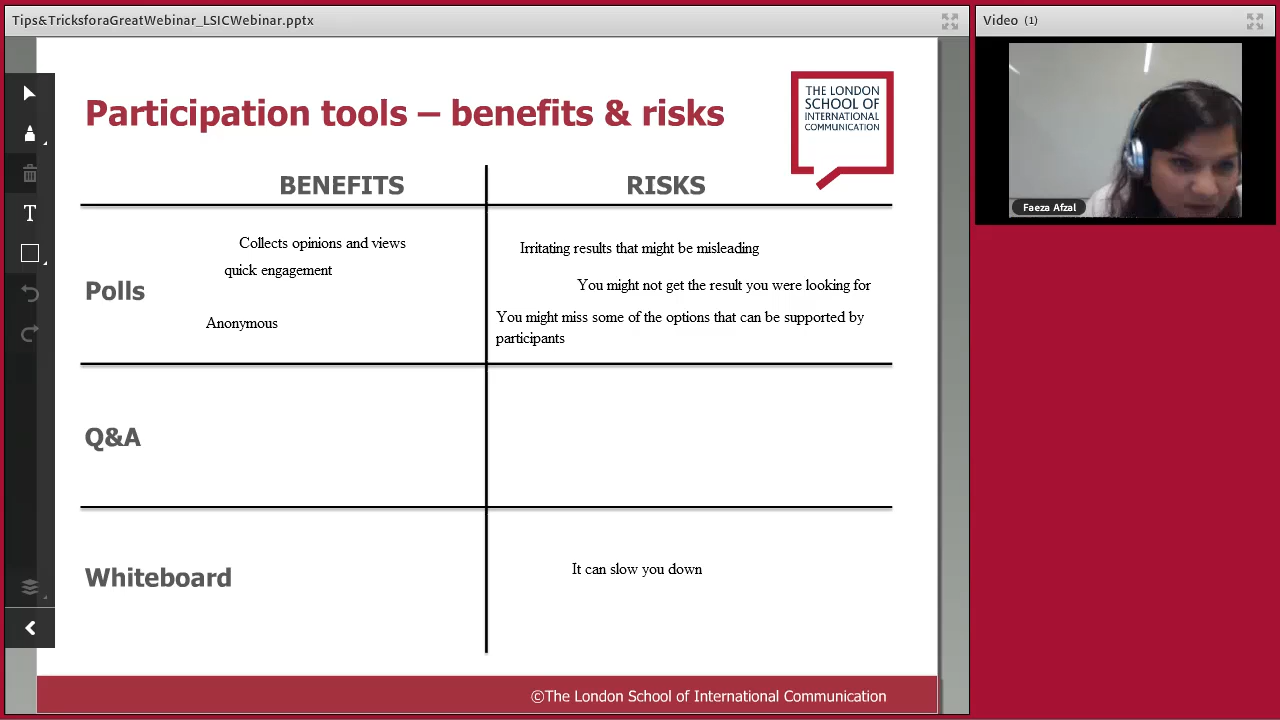 Tips&TricksforaGreatWebinar_LSICWebinar.pptx
Video (1)
Participation tools – benefits & risks
THE LONDON
SCHOOL OF
INTERNATIONAL
COMMUNICATION
Faeza Afzal
BENEFITS
RISKS
Polls
Collects opinions and views
quick engagement
Anonymous
Irritating results that might be misleading
You might not get the result you were looking for
You might miss some of the options that can be supported by
participants
Q&A
Whiteboard
It can slow you down
©The London School of International Communication
T